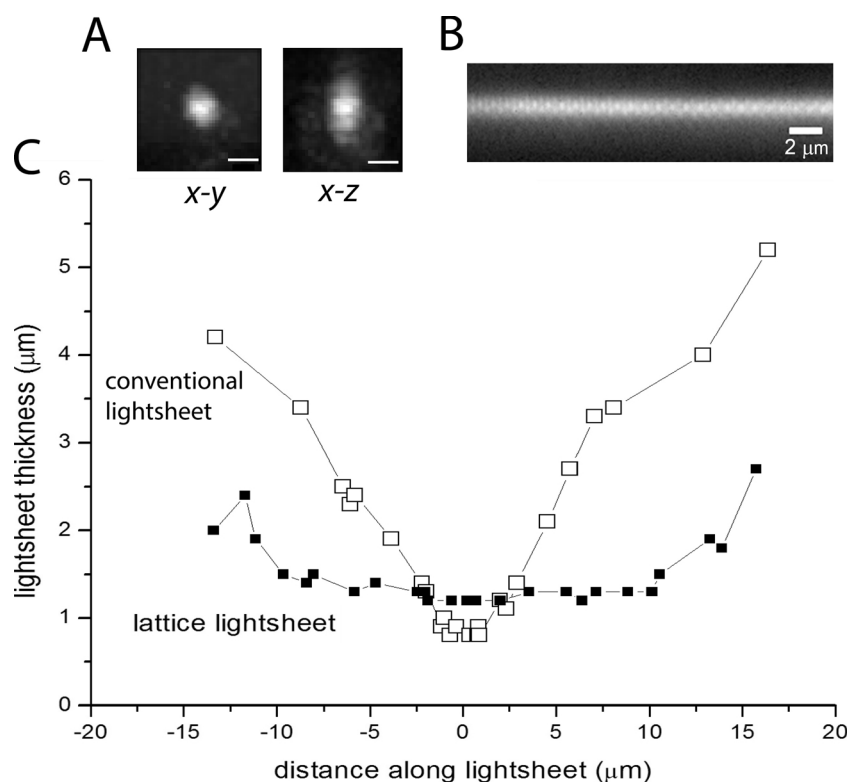 A
B
x-y
x-z
2 μm
C
6
5
4
3
2
1
0
lightsheet thickness (μm)
conventional
lightsheet
lattice lightsheet
-20
-15
-10
-5
0
5
10
15
20
distance along lightsheet (μm)